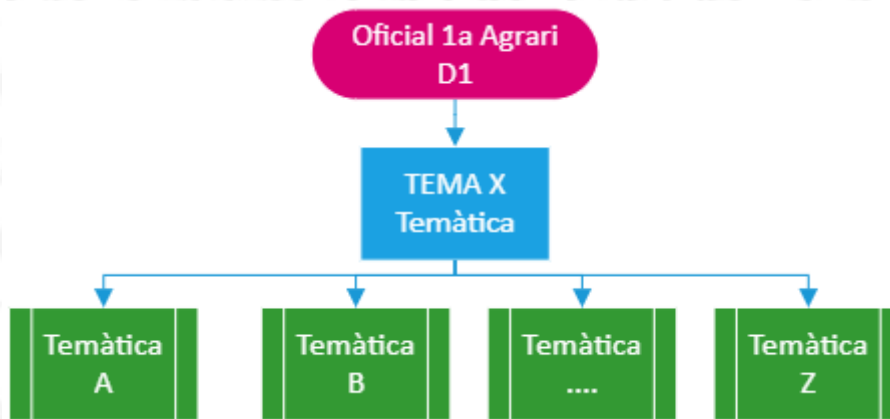 Oficial 1a Agrari
D1
TEMA X
Temàtica
Temàtica
A
Temàtica
B
Temàtica
....
Temàtica
Z